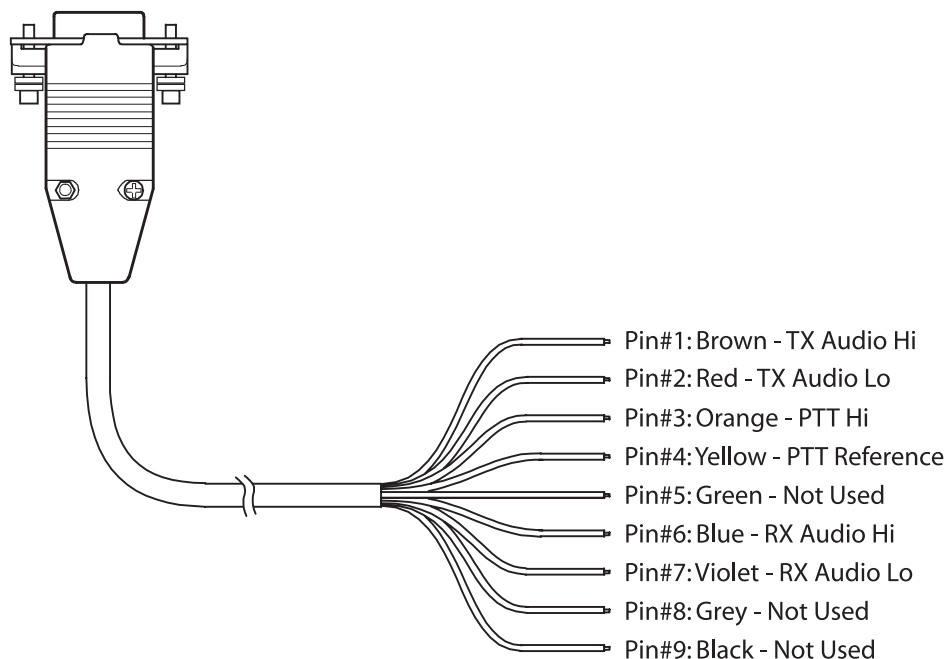 Pin#1: Brown - TX Audio Hi
Pin#2: Red - TX Audio Lo
Pin#3: Orange - PTT Hi
Pin#4: Yellow - PTT Reference
Pin#5: Green - Not Used
Pin#6: Blue - RX Audio Hi
Pin#7: Violet - RX Audio Lo
Pin#8: Grey - Not Used
Pin#9: Black - Not Used